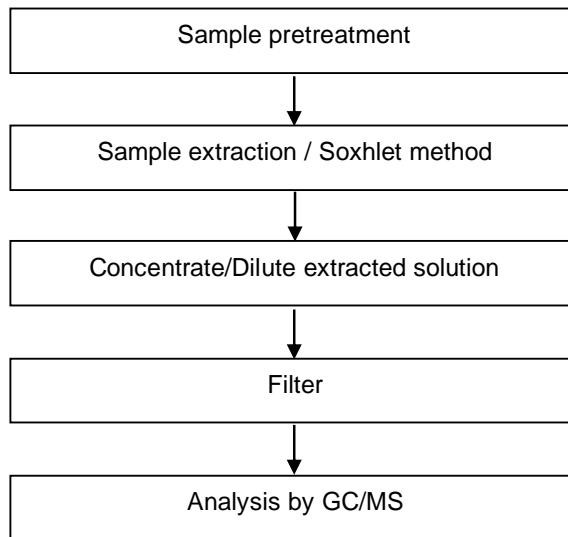 Sample pretreatment
Sample extraction / Soxhlet method
Concentrate/Dilute extracted solution
Filter
Analysis by GC/MS